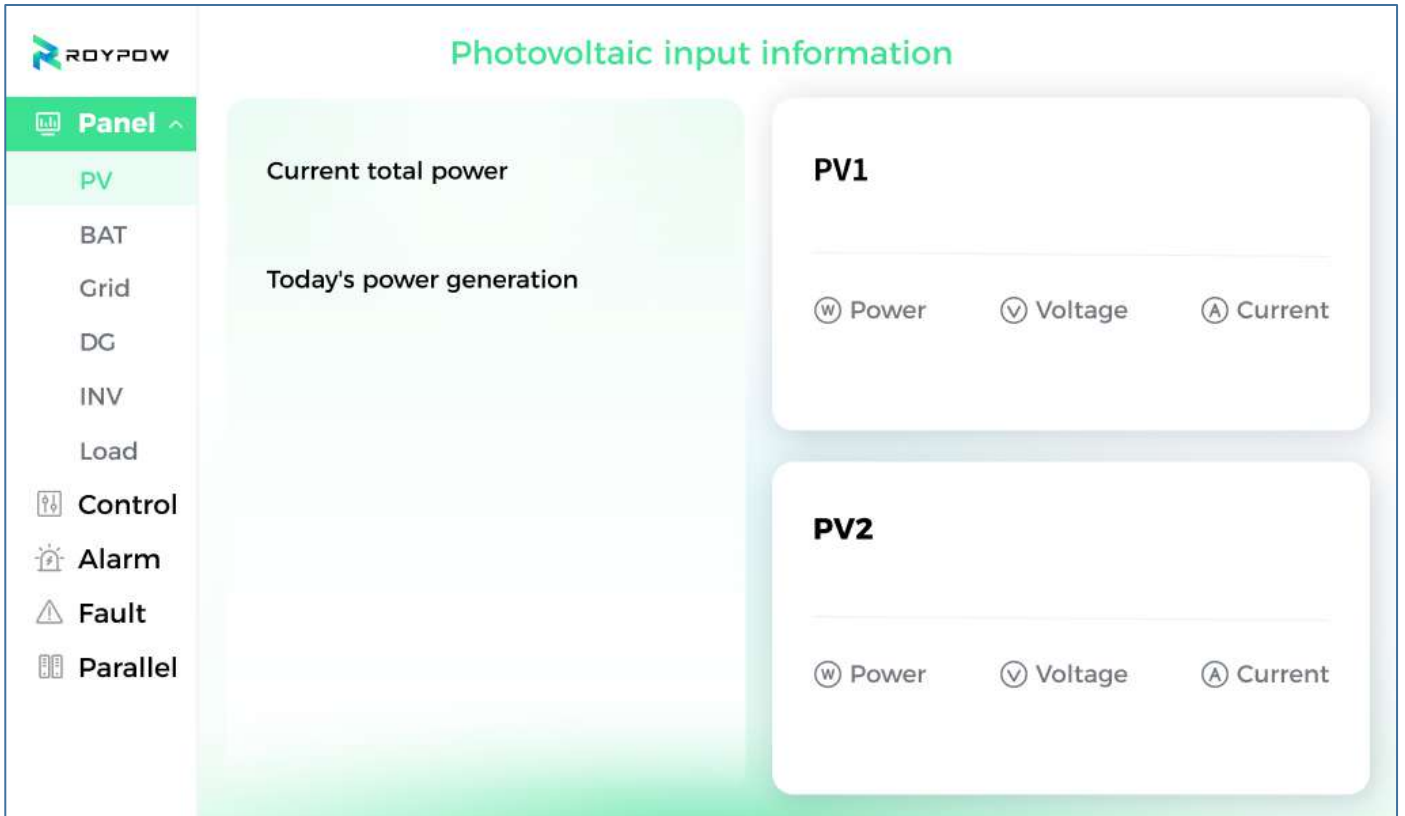 ROYPOW
Photovoltaic input information
Panel
PV
BAT
Grid
DG
INV
Load
Control
Alarm
Fault
Parallel
Current total power
Today's power generation
PV1
W Power V Voltage A Current
PV2
W Power V Voltage A Current